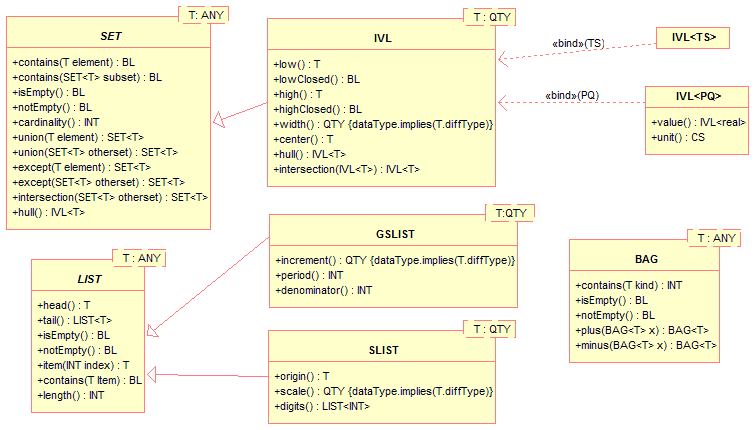 T: ANY
SET
+contains(T element) : BL
+contains(SET<T> subset) : BL
+isEmpty() : BL
+notEmpty() : BL
+cardinality() : INT
+union(T element) : SET<T>
+union(SET<T> otherset) : SET<T>
+except(T element) : SET<T>
+except(SET<T> otherset) : SET<T>
+intersection(SET<T> otherset) : SET<T>
+hull() : IVL<T>
T : QTY
IVL
+low() : T
+lowClosed() : BL
+high() : T
+highClosed() : BL
+width() : QTY {dataType.implies(T.diffType)}
+center() : T
+hull() : IVL<T>
+intersection(IVL<T>) : IVL<T>
«bind»(TS)
IVL<TS>
«bind»(PQ)
IVL<PQ>
+value() : IVL<real>
+unit() : CS
T : ANY
LIST
+head() : T
+tail() : LIST<T>
+isEmpty() : BL
+notEmpty() : BL
+item(INT index) : T
+contains(T Item) : BL
+length() : INT
T:QTY
GSLIST
+increment() : QTY {dataType.implies(T.diffType)}
+period() : INT
+denominator() : INT
T : QTY
SLIST
+origin() : T
+scale() : QTY {dataType.implies(T.diffType)}
+digits() : LIST<INT>
T : ANY
BAG
+contains(T kind) : INT
+isEmpty() : BL
+notEmpty() : BL
+plus(BAG<T> x) : BAG<T>
+minus(BAG<T> x) : BAG<T>